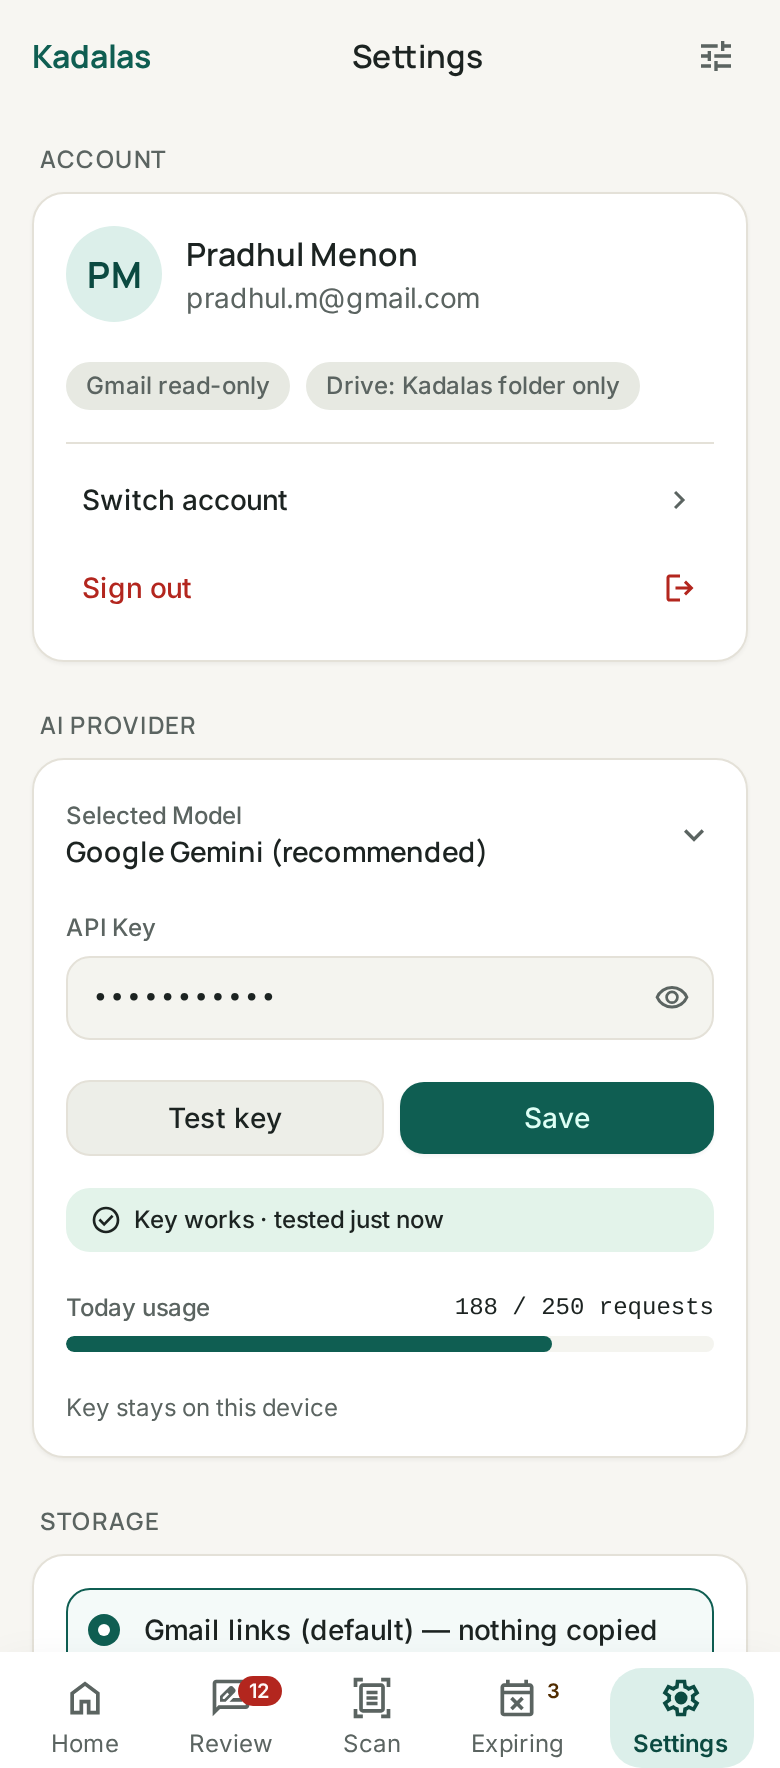 Kadalas
Settings
ACCOUNT
PM
Pradhul Menon
pradhul.m@gmail.com
Gmail read-only
Drive: Kadalas folder only
Switch account
Sign out
AI PROVIDER
Selected Model
Google Gemini (recommended)
API Key
•••••••••••
Test key
Save
Key works · tested just now
Today usage
188 / 250 requests
Key stays on this device
STORAGE
Gmail links (default) — nothing copied
12
3
Home
Review
Scan
Expiring
Settings